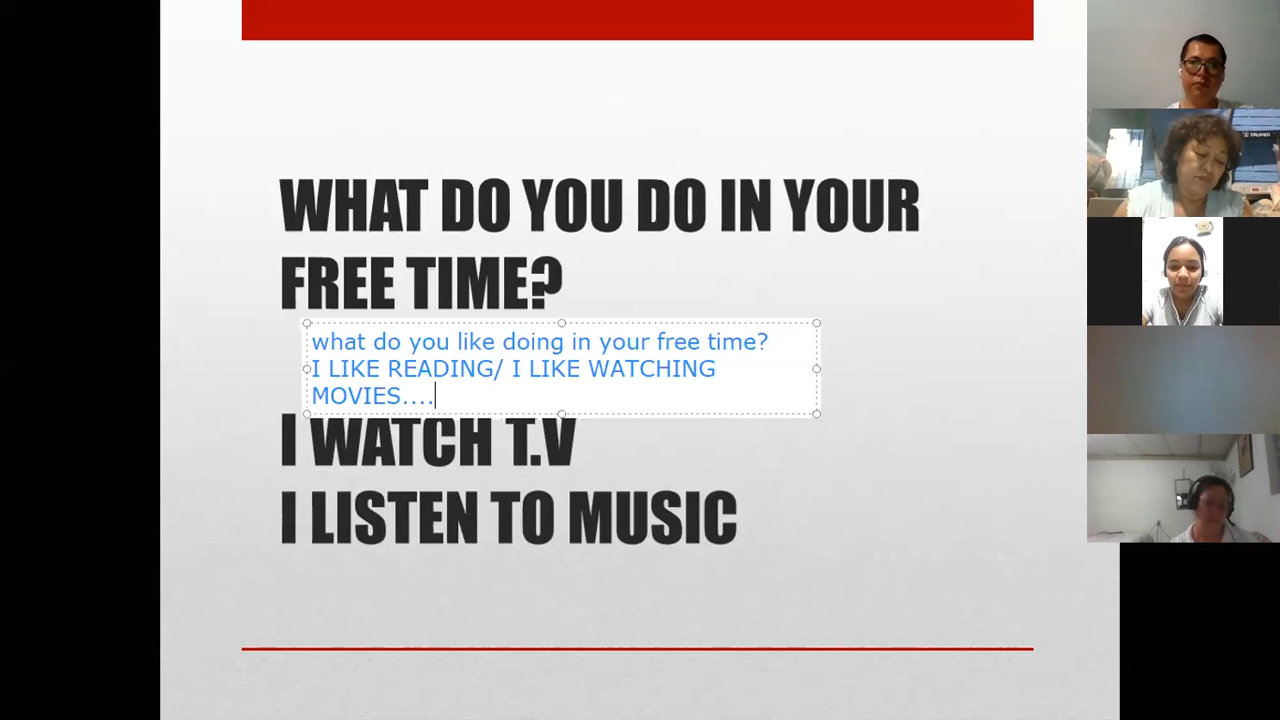 WHAT DO YOU DO IN YOUR
FREE TIME?
what do you like doing in your free time?
I LIKE READING/ I LIKE WATCHING
MOVIES....
I WATCH T.V
I LISTEN TO MUSIC